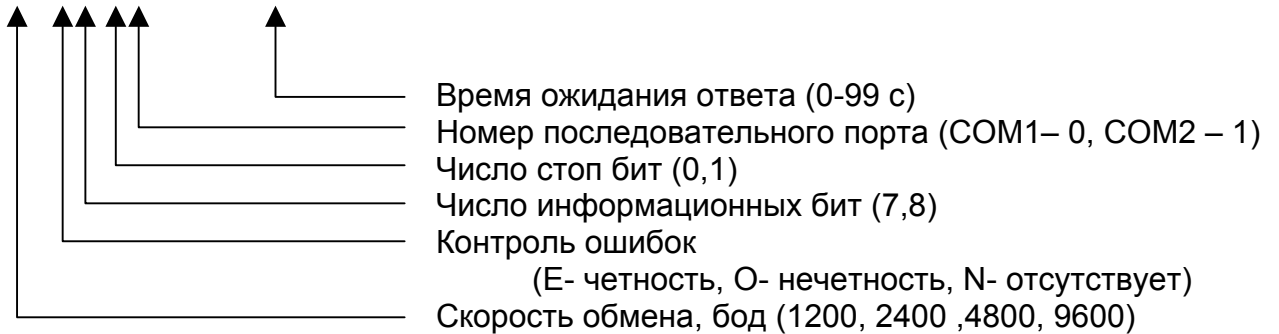 Время ожидания ответа (0-99 с)
Номер последовательного порта (COM1– 0, COM2 – 1)
Число стоп бит (0,1)
Число информационных бит (7,8)
Контроль ошибок
(E- четность, O- нечетность, N- отсутствует)
Скорость обмена, бод (1200, 2400 ,4800, 9600)